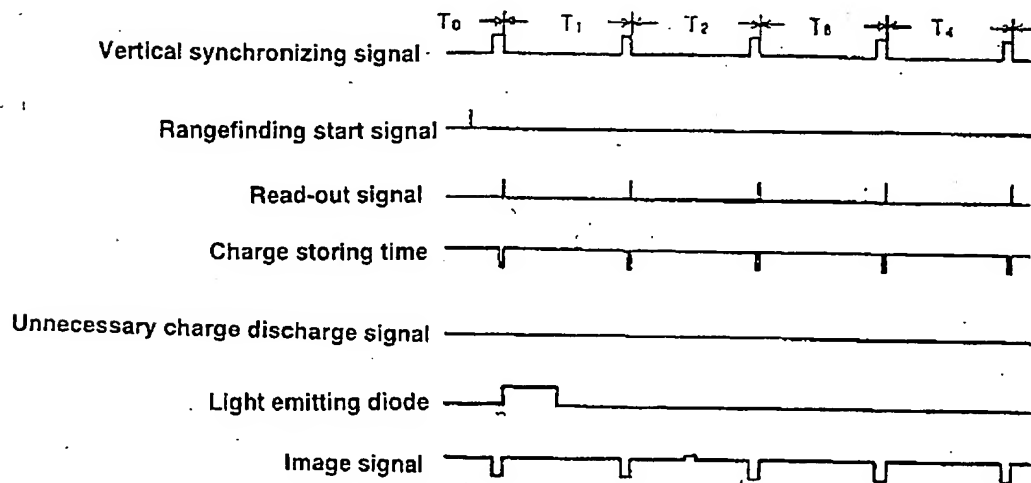 T₀ T₁ T₂ T₃ T₄
Vertical synchronizing signal
Rangefinding start signal
Read-out signal
Charge storing time
Unnecessary charge discharge signal
Light emitting diode
Image signal